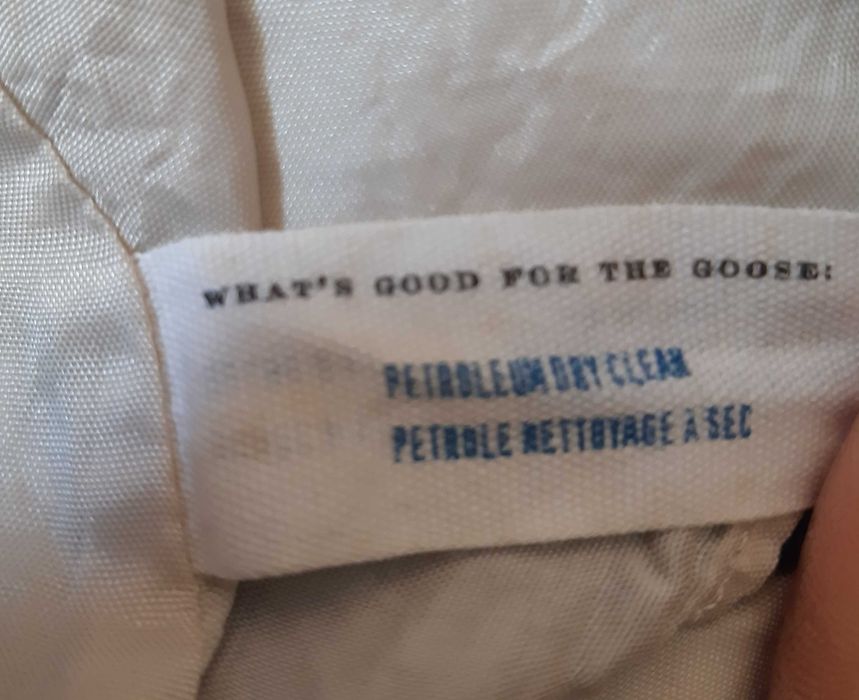 WHAT'S GOOD FOR THE GOOSE:
PETROLEUM DRY CLEAN
PETROLE NETTOYAGE À SEC